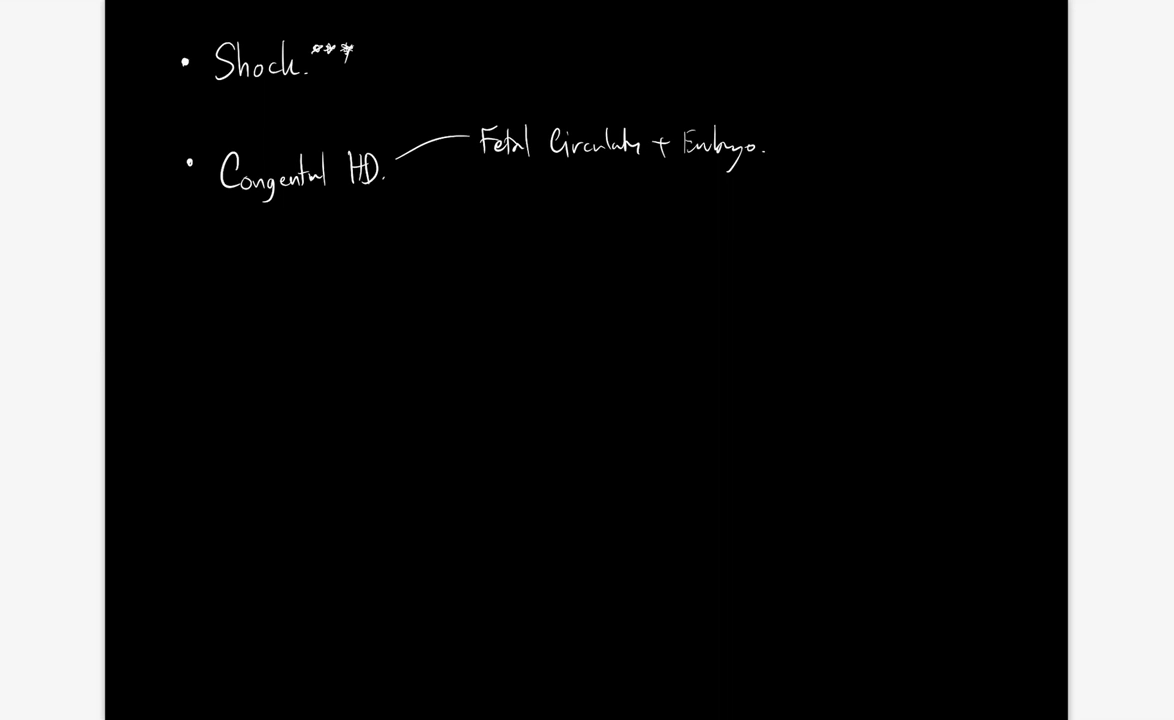 • Shock.***
• Congental HD.
Fetal Circulatn + Embryo.